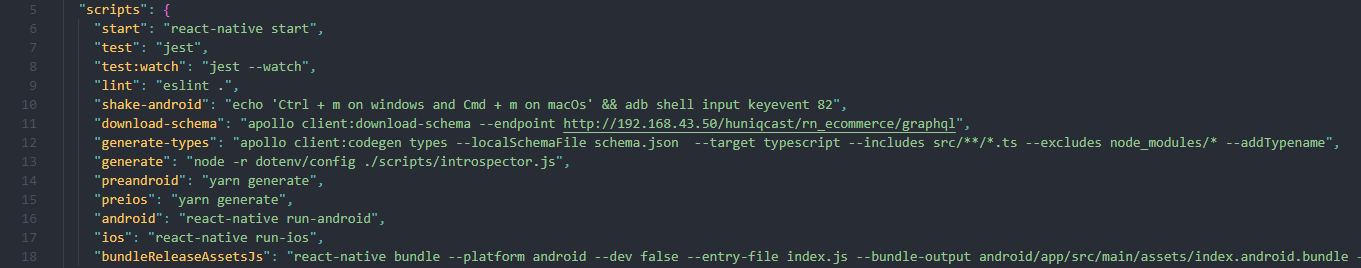 5 "scripts": {
6 "start": "react-native start",
7 "test": "jest",
8 "test:watch": "jest --watch",
9 "lint": "eslint .",
10 "shake-android": "echo 'Ctrl + m on windows and Cmd + m on macOs' && adb shell input keyevent 82",
11 "download-schema": "apollo client:download-schema --endpoint http://192.168.43.50/huniqcast/rn_ecommerce/graphql",
12 "generate-types": "apollo client:codegen types --localSchemaFile schema.json  --target typescript --includes src/**/*.ts --excludes node_modules/* --addTypename",
13 "generate": "node -r dotenv/config ./scripts/introspector.js",
14 "preandroid": "yarn generate",
15 "preios": "yarn generate",
16 "android": "react-native run-android",
17 "ios": "react-native run-ios",
18 "bundleReleaseAssetsJs": "react-native bundle --platform android --dev false --entry-file index.js --bundle-output android/app/src/main/assets/index.android.bundle -